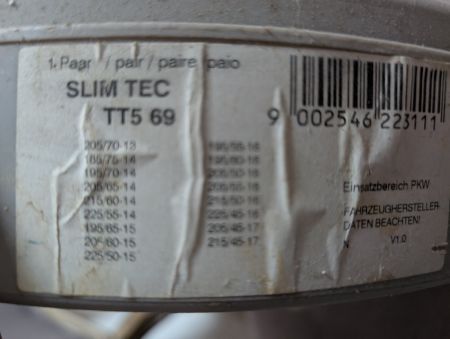 1 Paar / pair / paire paio
SLIM TEC
TT5 69
9 002546 223111
205/70-13
185/75-14
195/70-14
205/65-14
215/60-14
225/55-14
195/65-15
205/60-15
225/50-15
195/55-16
195/60-16
205/50-16
205/55-16
215/50-16
225/45-16
205/45-17
215/45-17
Einsatzbereich PKW
FAHRZEUGHERSTELLER-
DATEN BEACHTEN!
N V1.0